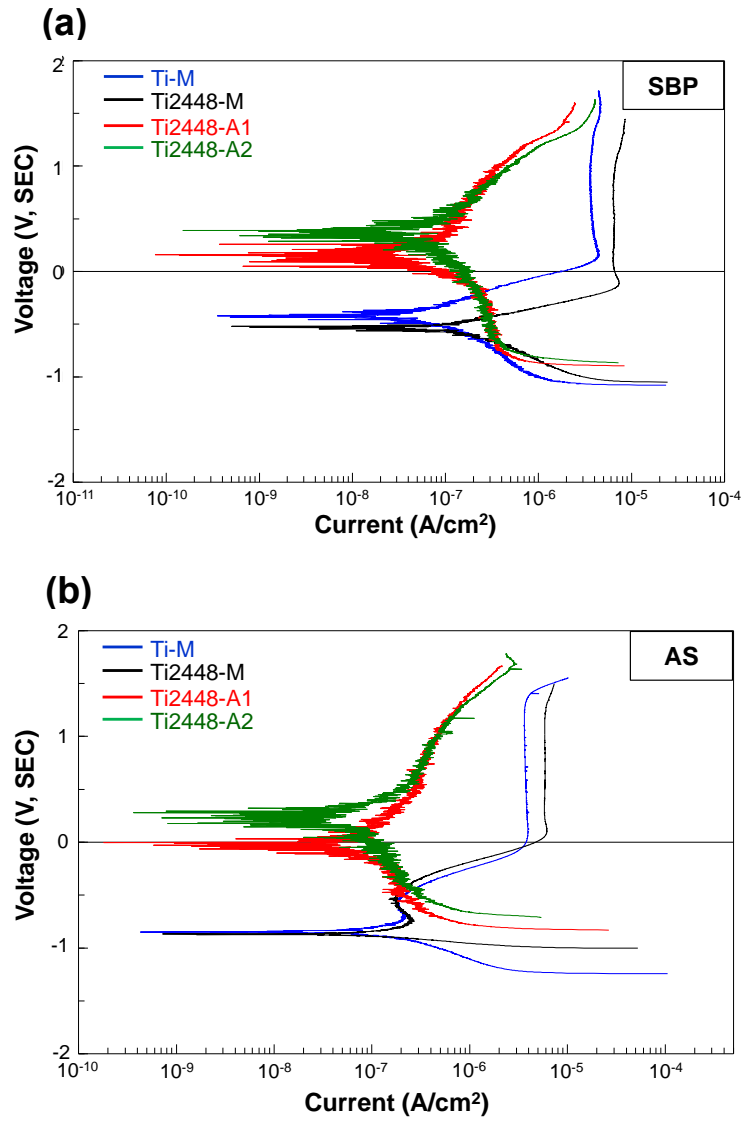 (a)
2
1
0
-1
-2
Voltage (V, SEC)
Ti-M
Ti2448-M
Ti2448-A1
Ti2448-A2
SBP
10-11 10-10 10-9 10-8 10-7 10-6 10-5 10-4
Current (A/cm2)
(b)
2
1
0
-1
-2
Voltage (V, SEC)
Ti-M
Ti2448-M
Ti2448-A1
Ti2448-A2
AS
10-10 10-9 10-8 10-7 10-6 10-5 10-4
Current (A/cm2)